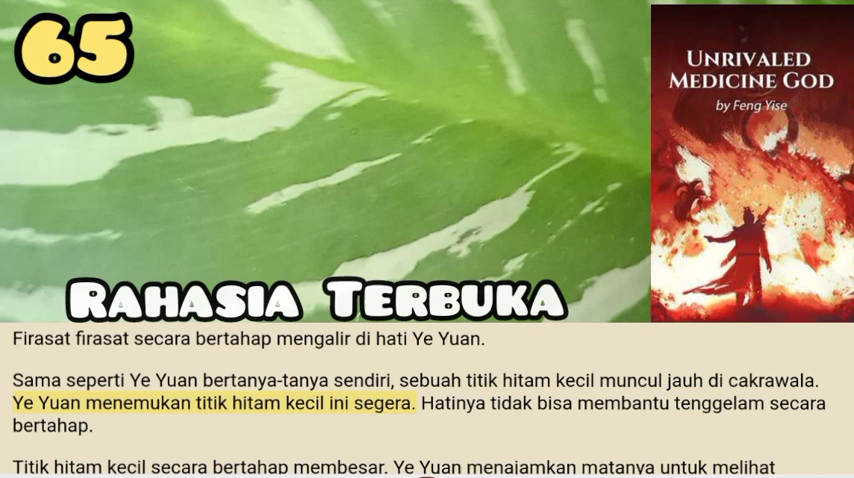 65
UNRIVALED
MEDICINE GOD
by Feng Yise
RAHASIA TERBUKA
Firasat firasat secara bertahap mengalir di hati Ye Yuan.
Sama seperti Ye Yuan bertanya-tanya sendiri, sebuah titik hitam kecil muncul jauh di cakrawala.
Ye Yuan menemukan titik hitam kecil ini segera. Hatinya tidak bisa membantu tenggelam secara
bertahap.
Titik hitam kecil secara bertahap membesar. Ye Yuan menajamkan matanya untuk melihat